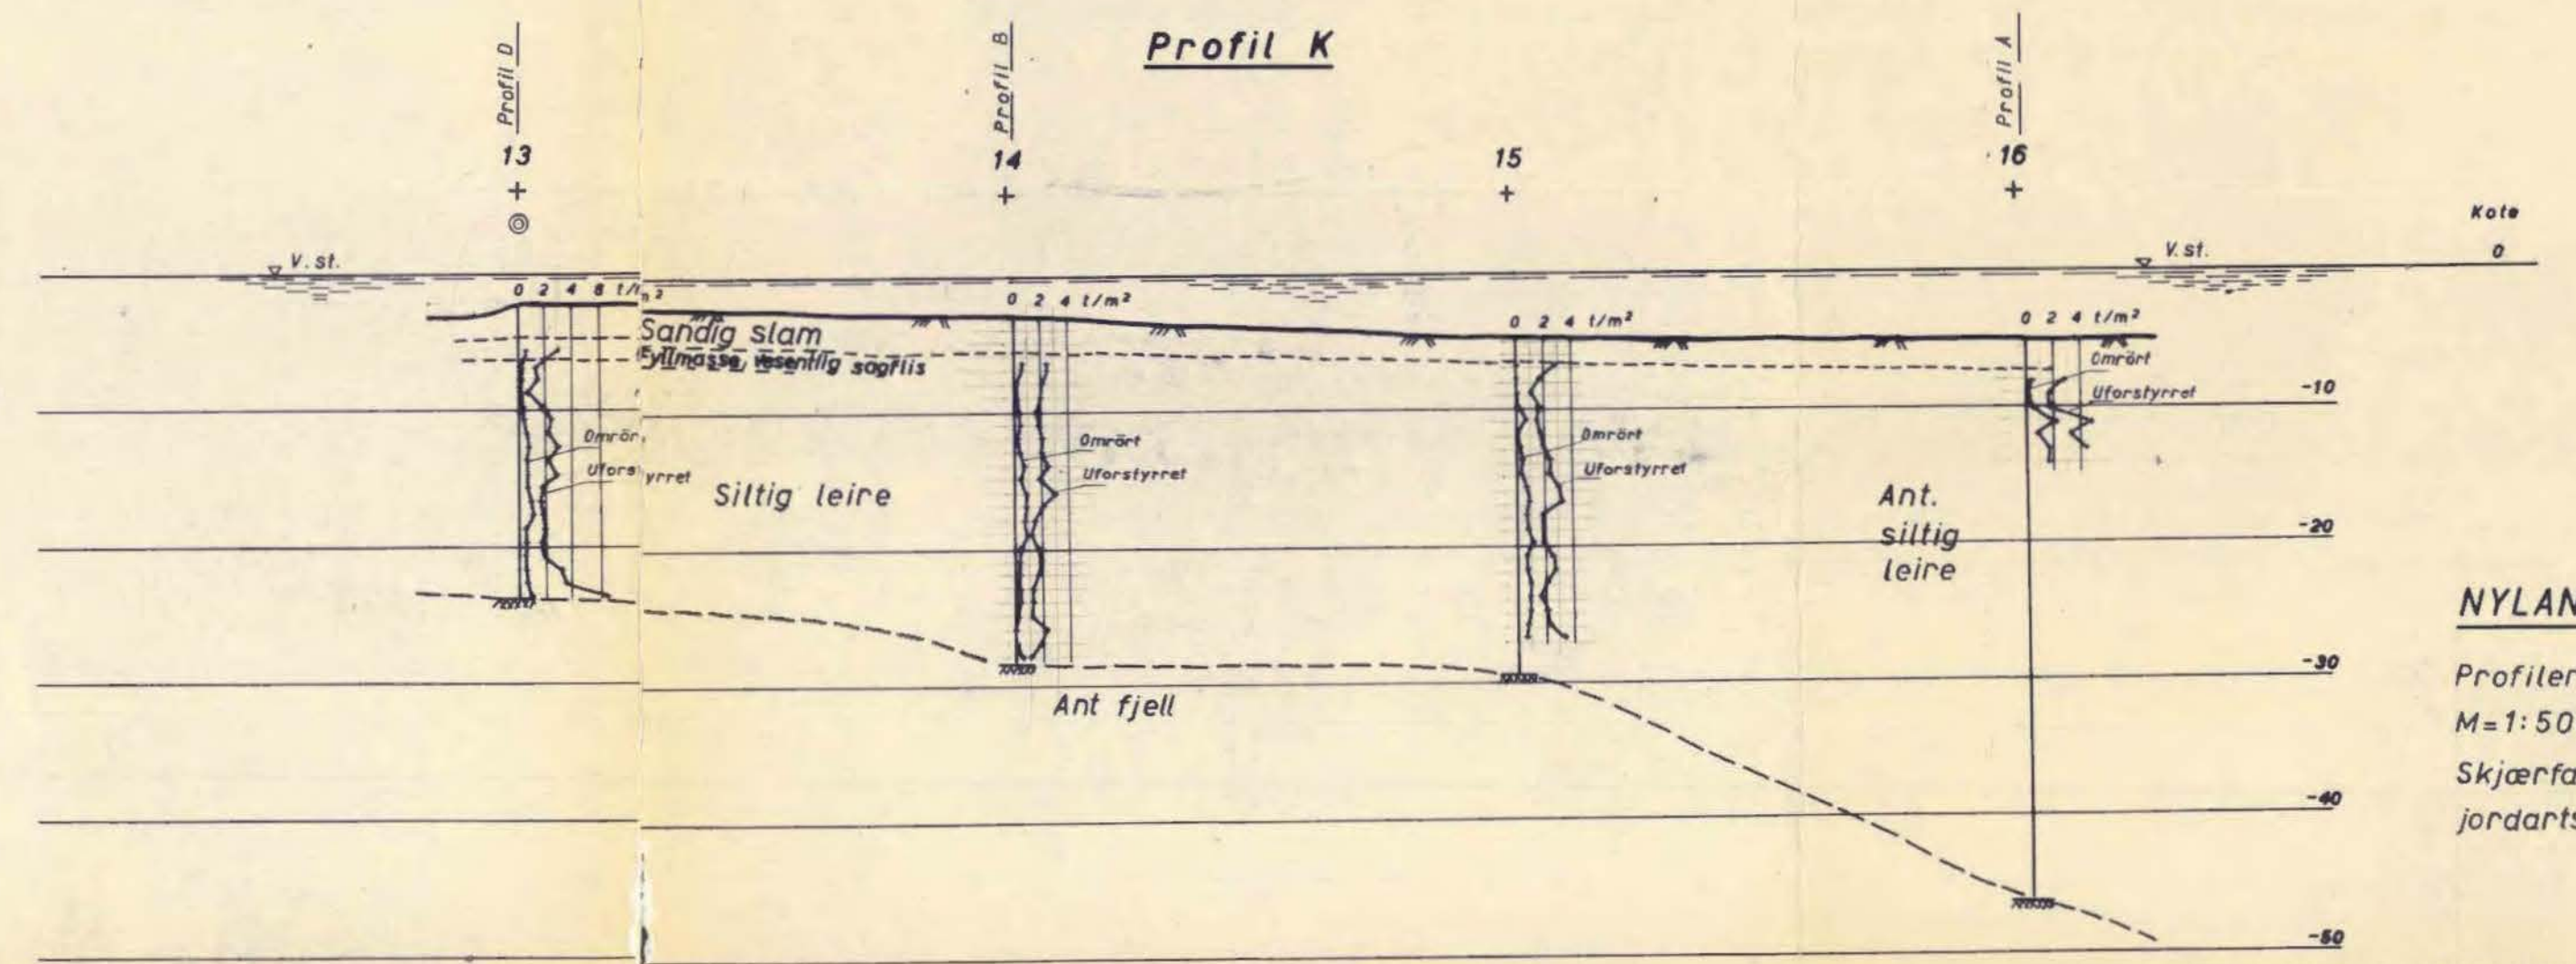 Profil K
Profil D
Profil B
Profil A
13
14
15
16
Kote
0
V. st.
V. st.
0 2 4 6 t/m²
0 2 4 t/m²
0 2 4 t/m²
0 2 4 t/m²
Sandig slam
Fyllmasse, vesentlig sagflis
Omrört
Uforstyrret
-10
Omrör
Uforstyrret
Omrört
Uforstyrret
Omrört
Uforstyrret
Siltig leire
Ant.
siltig
leire
-20
-30
Ant fjell
-40
-50
NYLAN
Profiler
M=1:50
Skjærfa
jordarts